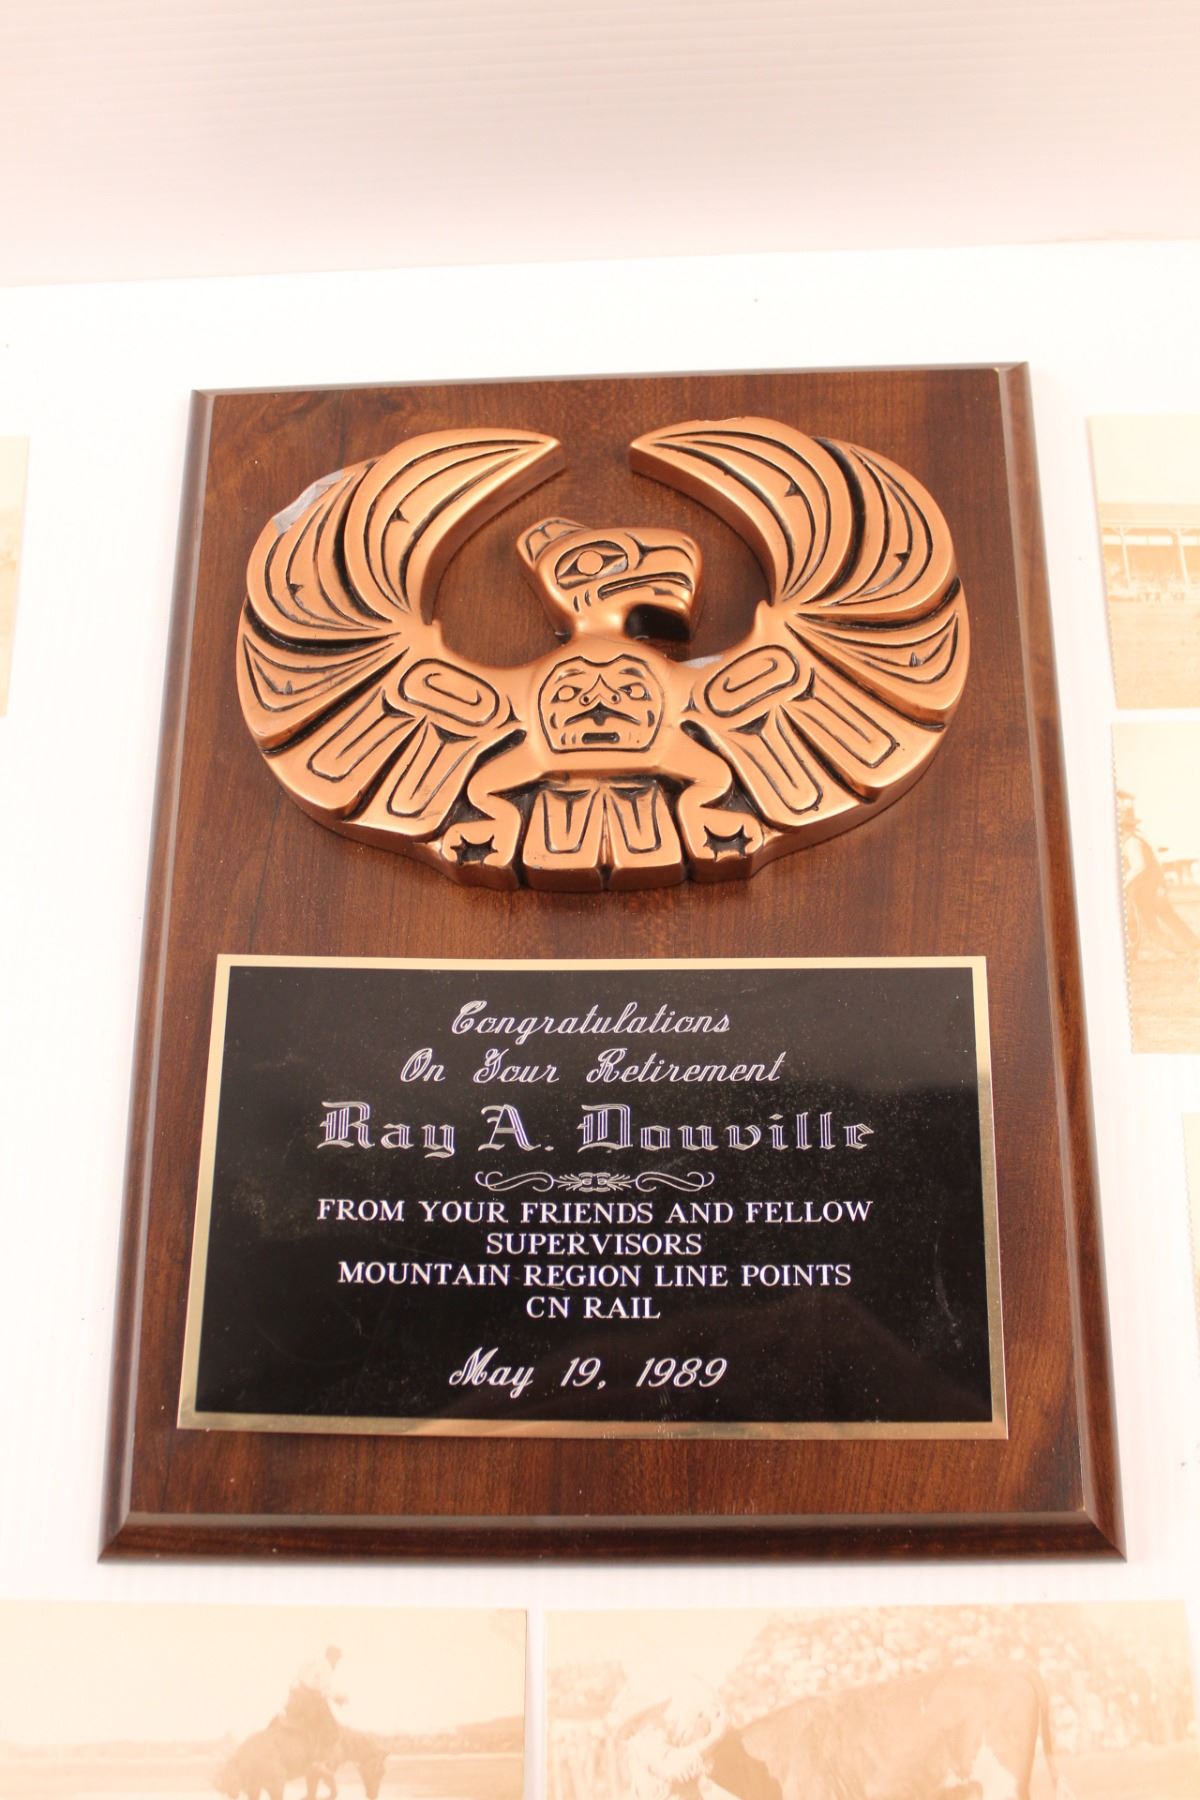 Congratulations
On Your Retirement
Ray A. Douville
FROM YOUR FRIENDS AND FELLOW
SUPERVISORS
MOUNTAIN REGION LINE POINTS
CN RAIL
May 19, 1989